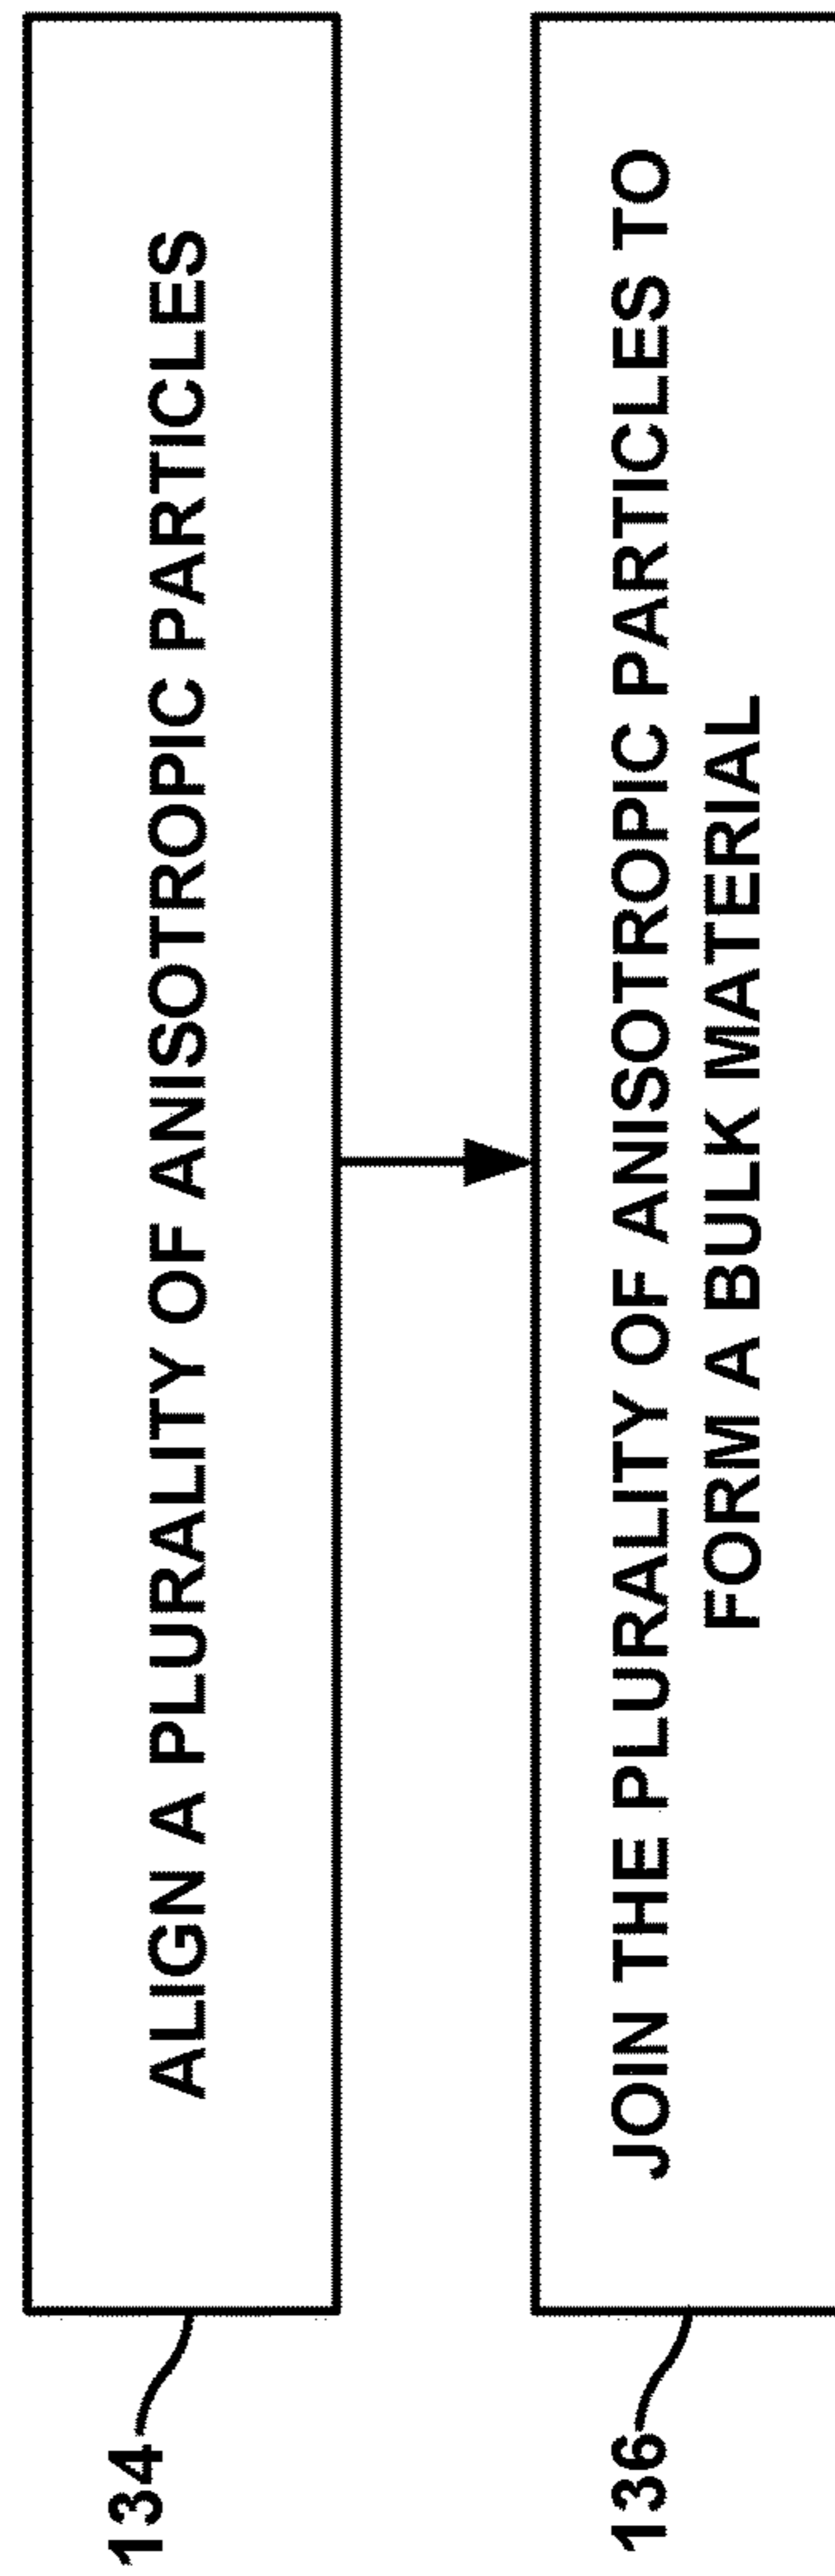 134
ALIGN A PLURALITY OF ANISOTROPIC PARTICLES
136
JOIN THE PLURALITY OF ANISOTROPIC PARTICLES TO
FORM A BULK MATERIAL